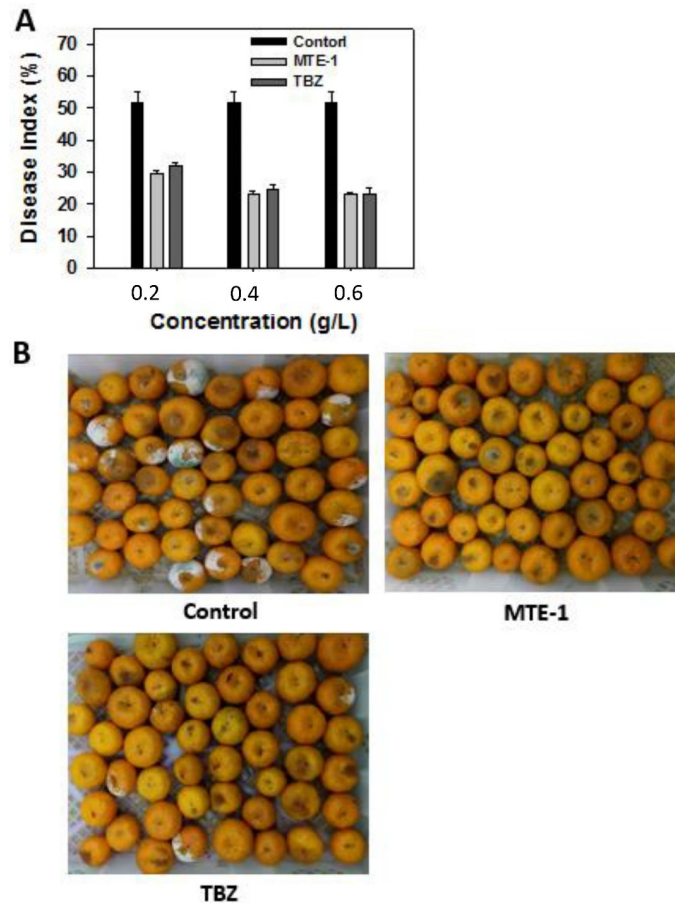 A
Disease Index (%)
70
60
50
40
30
20
10
0
Contorl
MTE-1
TBZ
0.2 0.4 0.6
Concentration (g/L)
B
Control MTE-1
TBZ